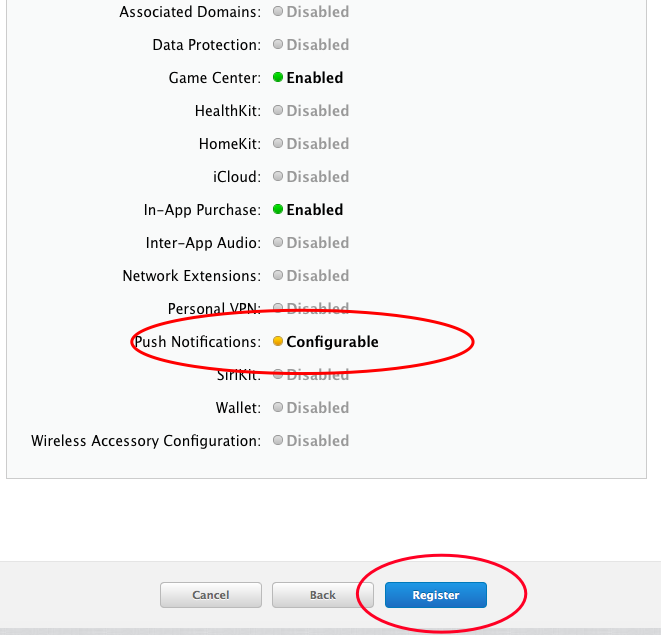 Associated Domains: Disabled
Data Protection: Disabled
Game Center: Enabled
HealthKit: Disabled
HomeKit: Disabled
iCloud: Disabled
In-App Purchase: Enabled
Inter-App Audio: Disabled
Network Extensions: Disabled
Personal VPN: Disabled
Push Notifications: Configurable
SiriKit: Disabled
Wallet: Disabled
Wireless Accessory Configuration: Disabled
Cancel Back Register